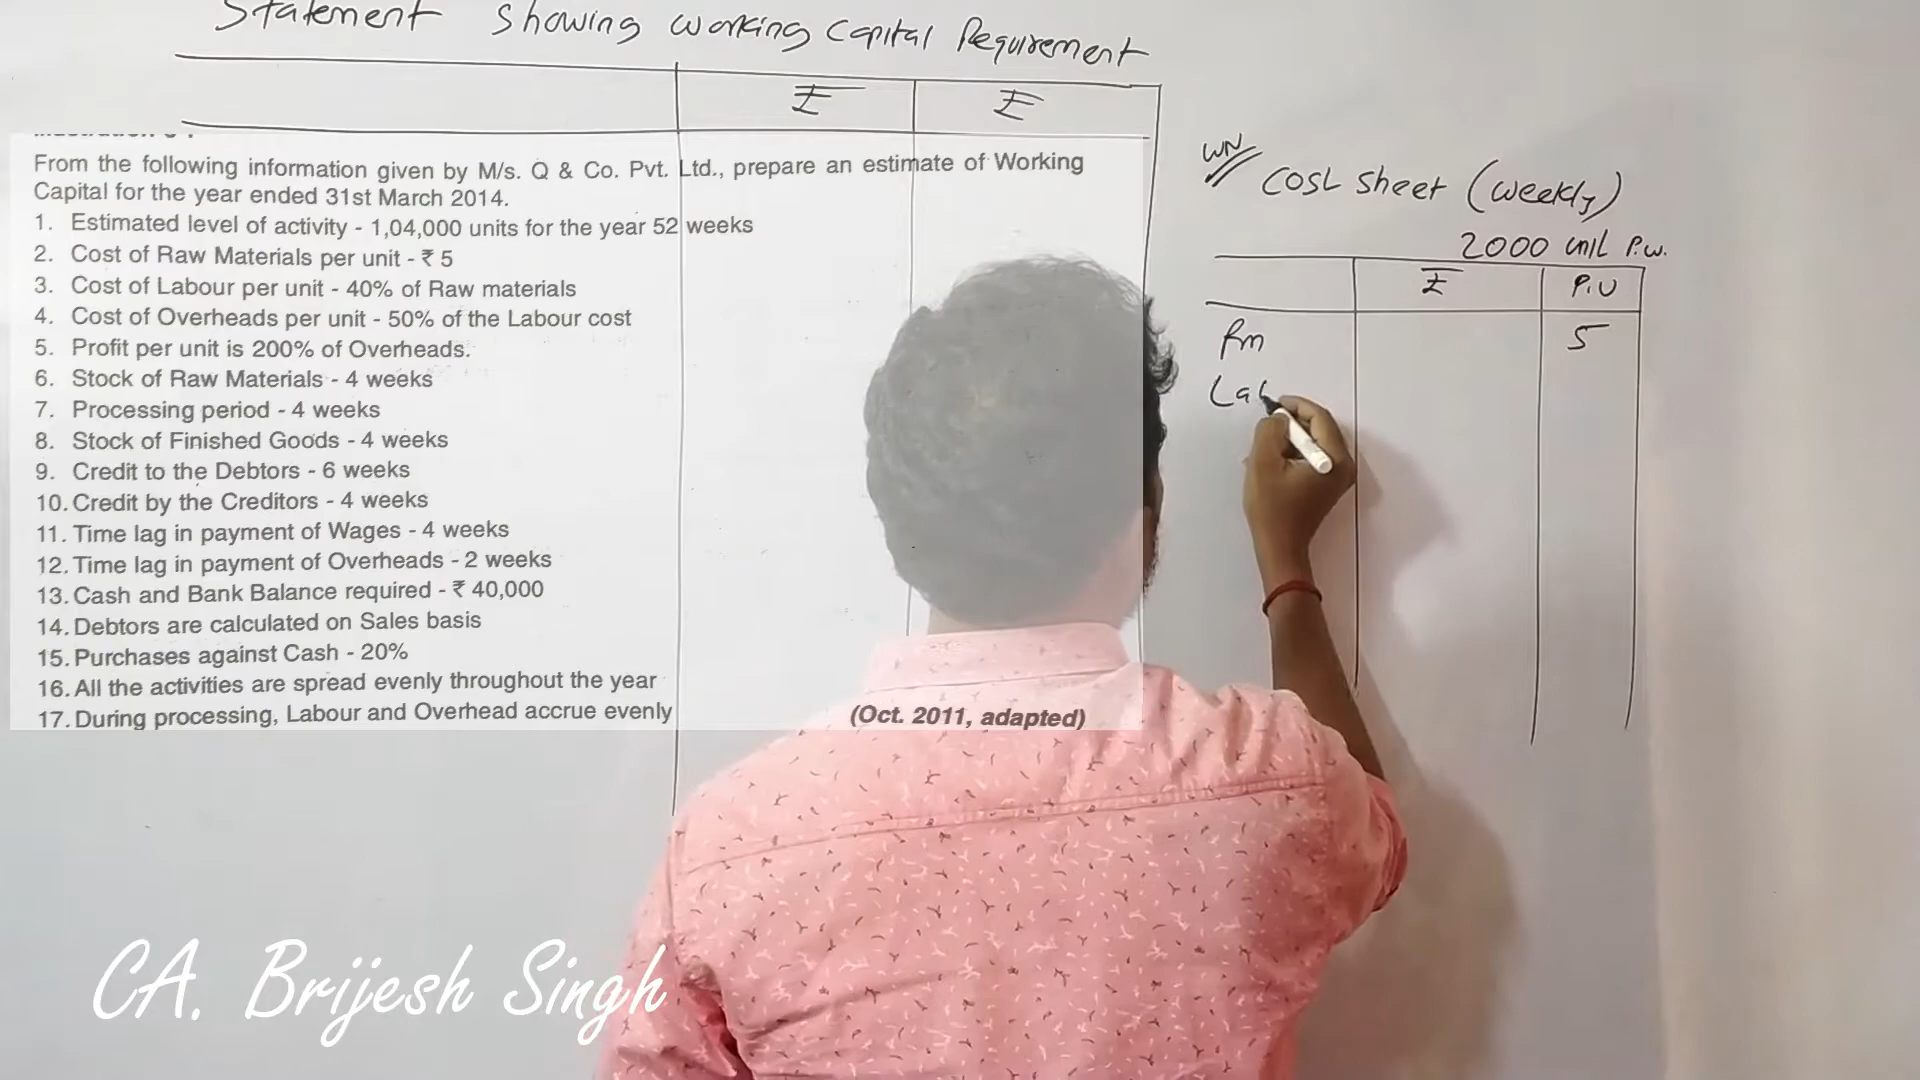 Statement Showing Working Capital Requirement
₹ ₹
From the following information given by M/s. Q & Co. Pvt. Ltd., prepare an estimate of Working
Capital for the year ended 31st March 2014.
1. Estimated level of activity - 1,04,000 units for the year 52 weeks
2. Cost of Raw Materials per unit - ₹ 5
3. Cost of Labour per unit - 40% of Raw materials
4. Cost of Overheads per unit - 50% of the Labour cost
5. Profit per unit is 200% of Overheads.
6. Stock of Raw Materials - 4 weeks
7. Processing period - 4 weeks
8. Stock of Finished Goods - 4 weeks
9. Credit to the Debtors - 6 weeks
10. Credit by the Creditors - 4 weeks
11. Time lag in payment of Wages - 4 weeks
12. Time lag in payment of Overheads - 2 weeks
13. Cash and Bank Balance required - ₹ 40,000
14. Debtors are calculated on Sales basis
15. Purchases against Cash - 20%
16. All the activities are spread evenly throughout the year
17. During processing, Labour and Overhead accrue evenly
(Oct. 2011, adapted)
WN
Cost Sheet (Weekly)
2000 unit P.w.
₹ P.U
Rm 5
Lab
CA. Brijesh Singh